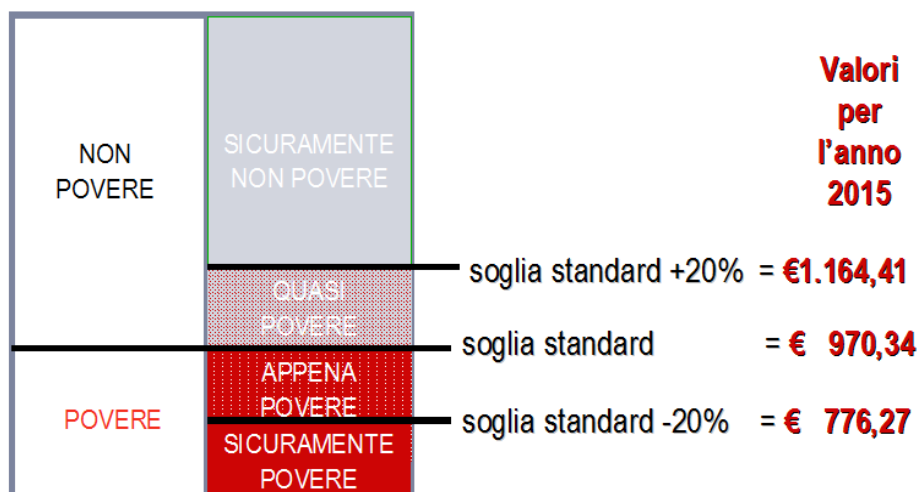 Valori
per
l'anno
2015
NON
POVERE
SICURAMENTE
NON POVERE
soglia standard +20% = €1.164,41
QUASI
POVERE
soglia standard = € 970,34
APPENA
POVERE
POVERE
soglia standard -20% = € 776,27
SICURAMENTE
POVERE